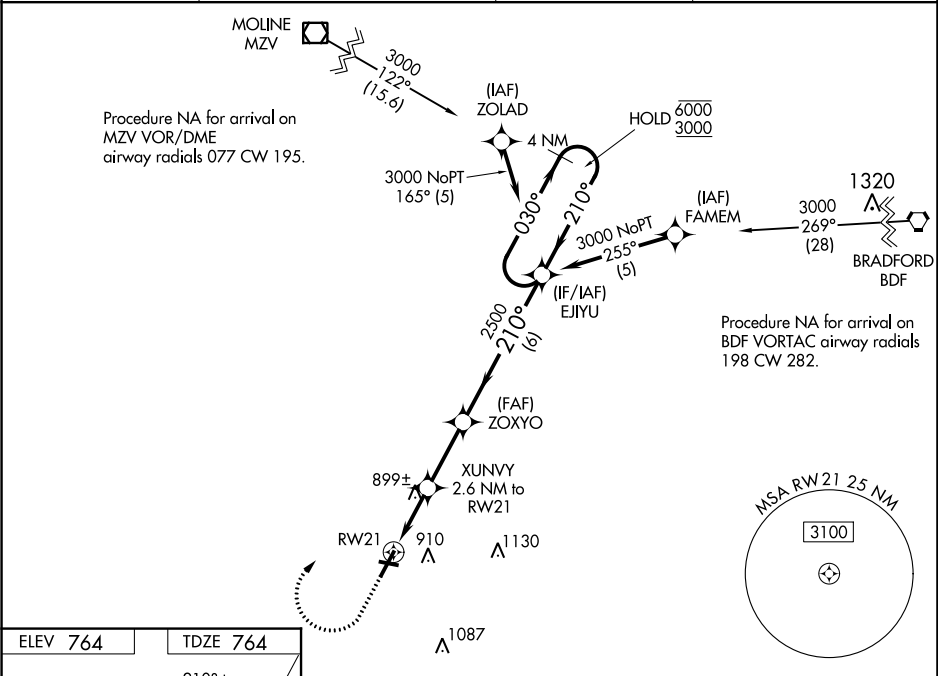 MOLINE
MZV
3000
122°
(15.6)
(IAF)
ZOLAD
Procedure NA for arrival on
MZV VOR/DME
airway radials 077 CW 195.
HOLD 6000
3000
4 NM
3000 NoPT
165° (5)
030°
210°
1320
(IAF)
FAMEM
3000
269°
(28)
3000 NoPT
255°
(5)
BRADFORD
BDF
(IF/IAF)
EJIYU
2500
210°
(6)
Procedure NA for arrival on
BDF VORTAC airway radials
198 CW 282.
(FAF)
ZOXYO
899±
XUNVY
2.6 NM to
RW21
MSA RW21 25 NM
3100
RW21
910
1130
1087
ELEV 764
TDZE 764